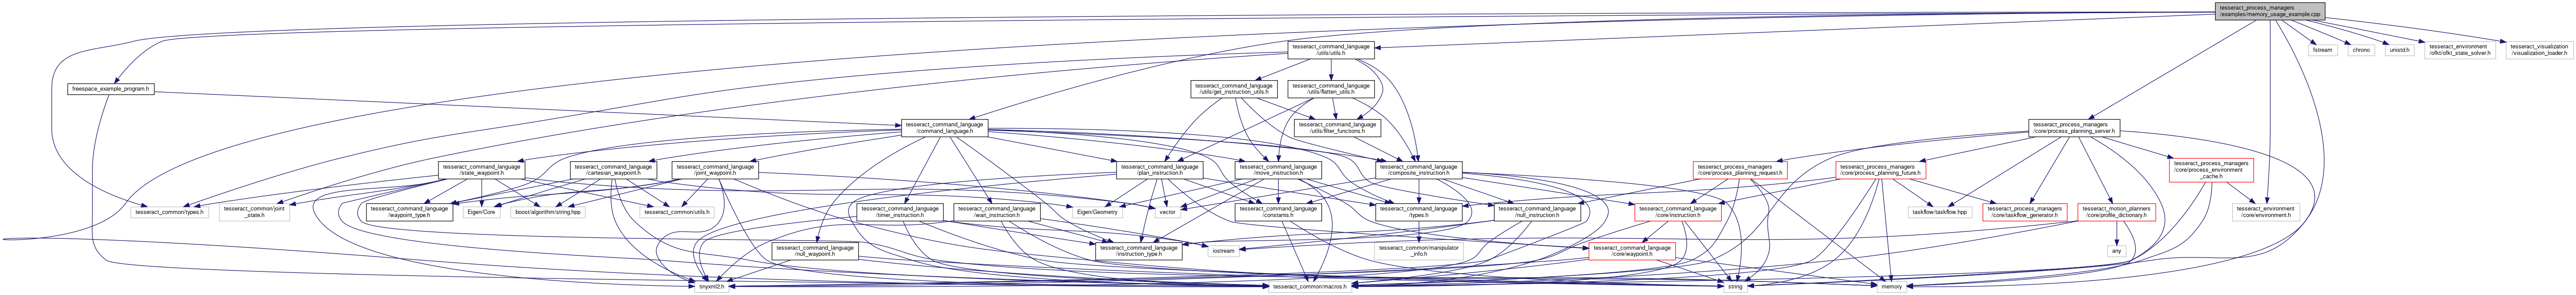 tesseract_process_managers
/examples/memory_usage_example.cpp
tesseract_command_language
/utils/utils.h
fstream
chrono
unistd.h
tesseract_environment
/ofkt/ofkt_state_solver.h
tesseract_visualization
/visualization_loader.h
freespace_example_program.h
tesseract_command_language
/utils/get_instruction_utils.h
tesseract_command_language
/utils/flatten_utils.h
tesseract_command_language
/command_language.h
tesseract_command_language
/utils/filter_functions.h
tesseract_process_managers
/core/process_planning_server.h
tesseract_command_language
/state_waypoint.h
tesseract_command_language
/cartesian_waypoint.h
tesseract_command_language
/joint_waypoint.h
tesseract_command_language
/plan_instruction.h
tesseract_command_language
/move_instruction.h
tesseract_command_language
/composite_instruction.h
tesseract_process_managers
/core/process_planning_request.h
tesseract_process_managers
/core/process_planning_future.h
tesseract_process_managers
/core/process_environment
_cache.h
tesseract_common/types.h
tesseract_common/joint
_state.h
tesseract_command_language
/waypoint_type.h
Eigen/Core
boost/algorithm/string.hpp
tesseract_common/utils.h
tesseract_command_language
/timer_instruction.h
tesseract_command_language
/wait_instruction.h
Eigen/Geometry
vector
tesseract_command_language
/constants.h
tesseract_command_language
/types.h
tesseract_command_language
/null_instruction.h
tesseract_command_language
/core/instruction.h
taskflow/taskflow.hpp
tesseract_process_managers
/core/taskflow_generator.h
tesseract_motion_planners
/core/profile_dictionary.h
tesseract_environment
/core/environment.h
tesseract_command_language
/null_waypoint.h
tesseract_command_language
/instruction_type.h
iostream
tesseract_common/manipulator
_info.h
tesseract_command_language
/core/waypoint.h
any
tinyxml2.h
tesseract_common/macros.h
string
memory